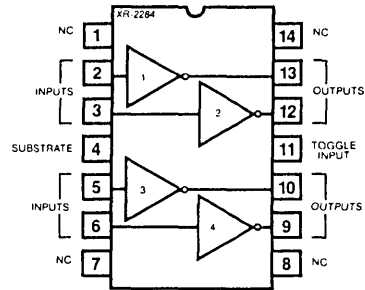 XR-2284
NC 1 14 NC
2 1 13
INPUTS OUTPUTS
3 2 12
SUBSTRATE 4 11 TOGGLE INPUT
5 3 10
INPUTS OUTPUTS
6 4 9
NC 7 8 NC